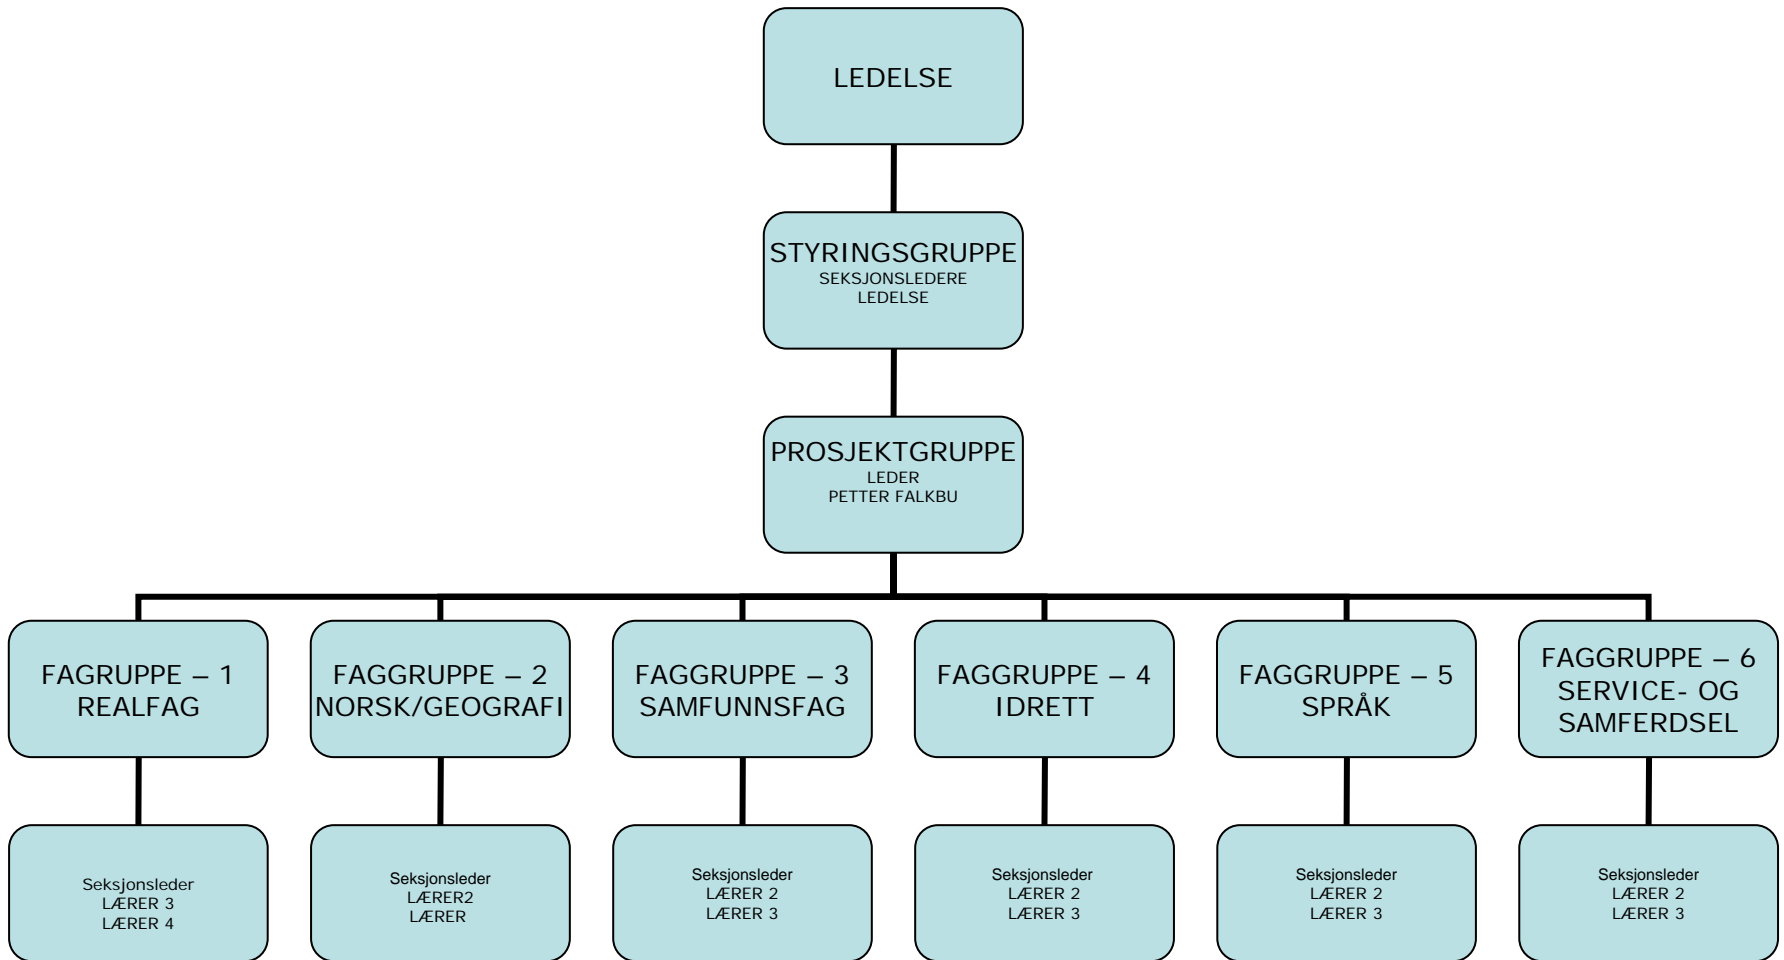 LEDELSE
STYRINGSGRUPPE
SEKSJONSLEDERE
LEDELSE
PROSJEKTGRUPPE
LEDER
PETTER FALKBU
FAGRUPPE – 1
REALFAG
FAGGRUPPE – 2
NORSK/GEOGRAFI
FAGGRUPPE – 3
SAMFUNNSFAG
FAGGRUPPE – 4
IDRETT
FAGGRUPPE – 5
SPRÅK
FAGGRUPPE – 6
SERVICE- OG
SAMFERDSEL
Seksjonsleder
LÆRER 3
LÆRER 4
Seksjonsleder
LÆRER2
LÆRER
Seksjonsleder
LÆRER 2
LÆRER 3
Seksjonsleder
LÆRER 2
LÆRER 3
Seksjonsleder
LÆRER 2
LÆRER 3
Seksjonsleder
LÆRER 2
LÆRER 3